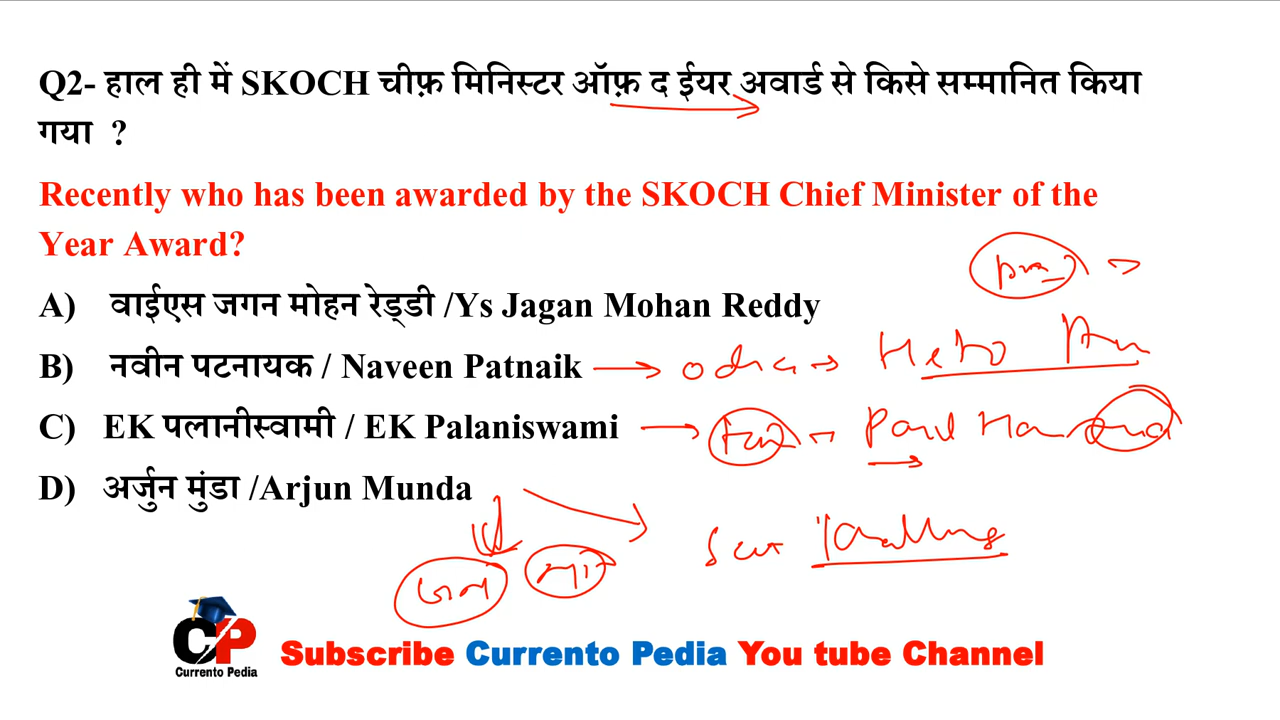 Q2- हाल ही में SKOCH चीफ़ मिनिस्टर ऑफ़ द ईयर अवार्ड से किसे सम्मानित किया
गया ?
Recently who has been awarded by the SKOCH Chief Minister of the
Year Award?
A) वाईएस जगन मोहन रेड्डी /Ys Jagan Mohan Reddy
B) नवीन पटनायक / Naveen Patnaik
C) EK पलानीस्वामी / EK Palaniswami
D) अर्जुन मुंडा /Arjun Munda
CP
Currento Pedia
Subscribe Currento Pedia You tube Channel